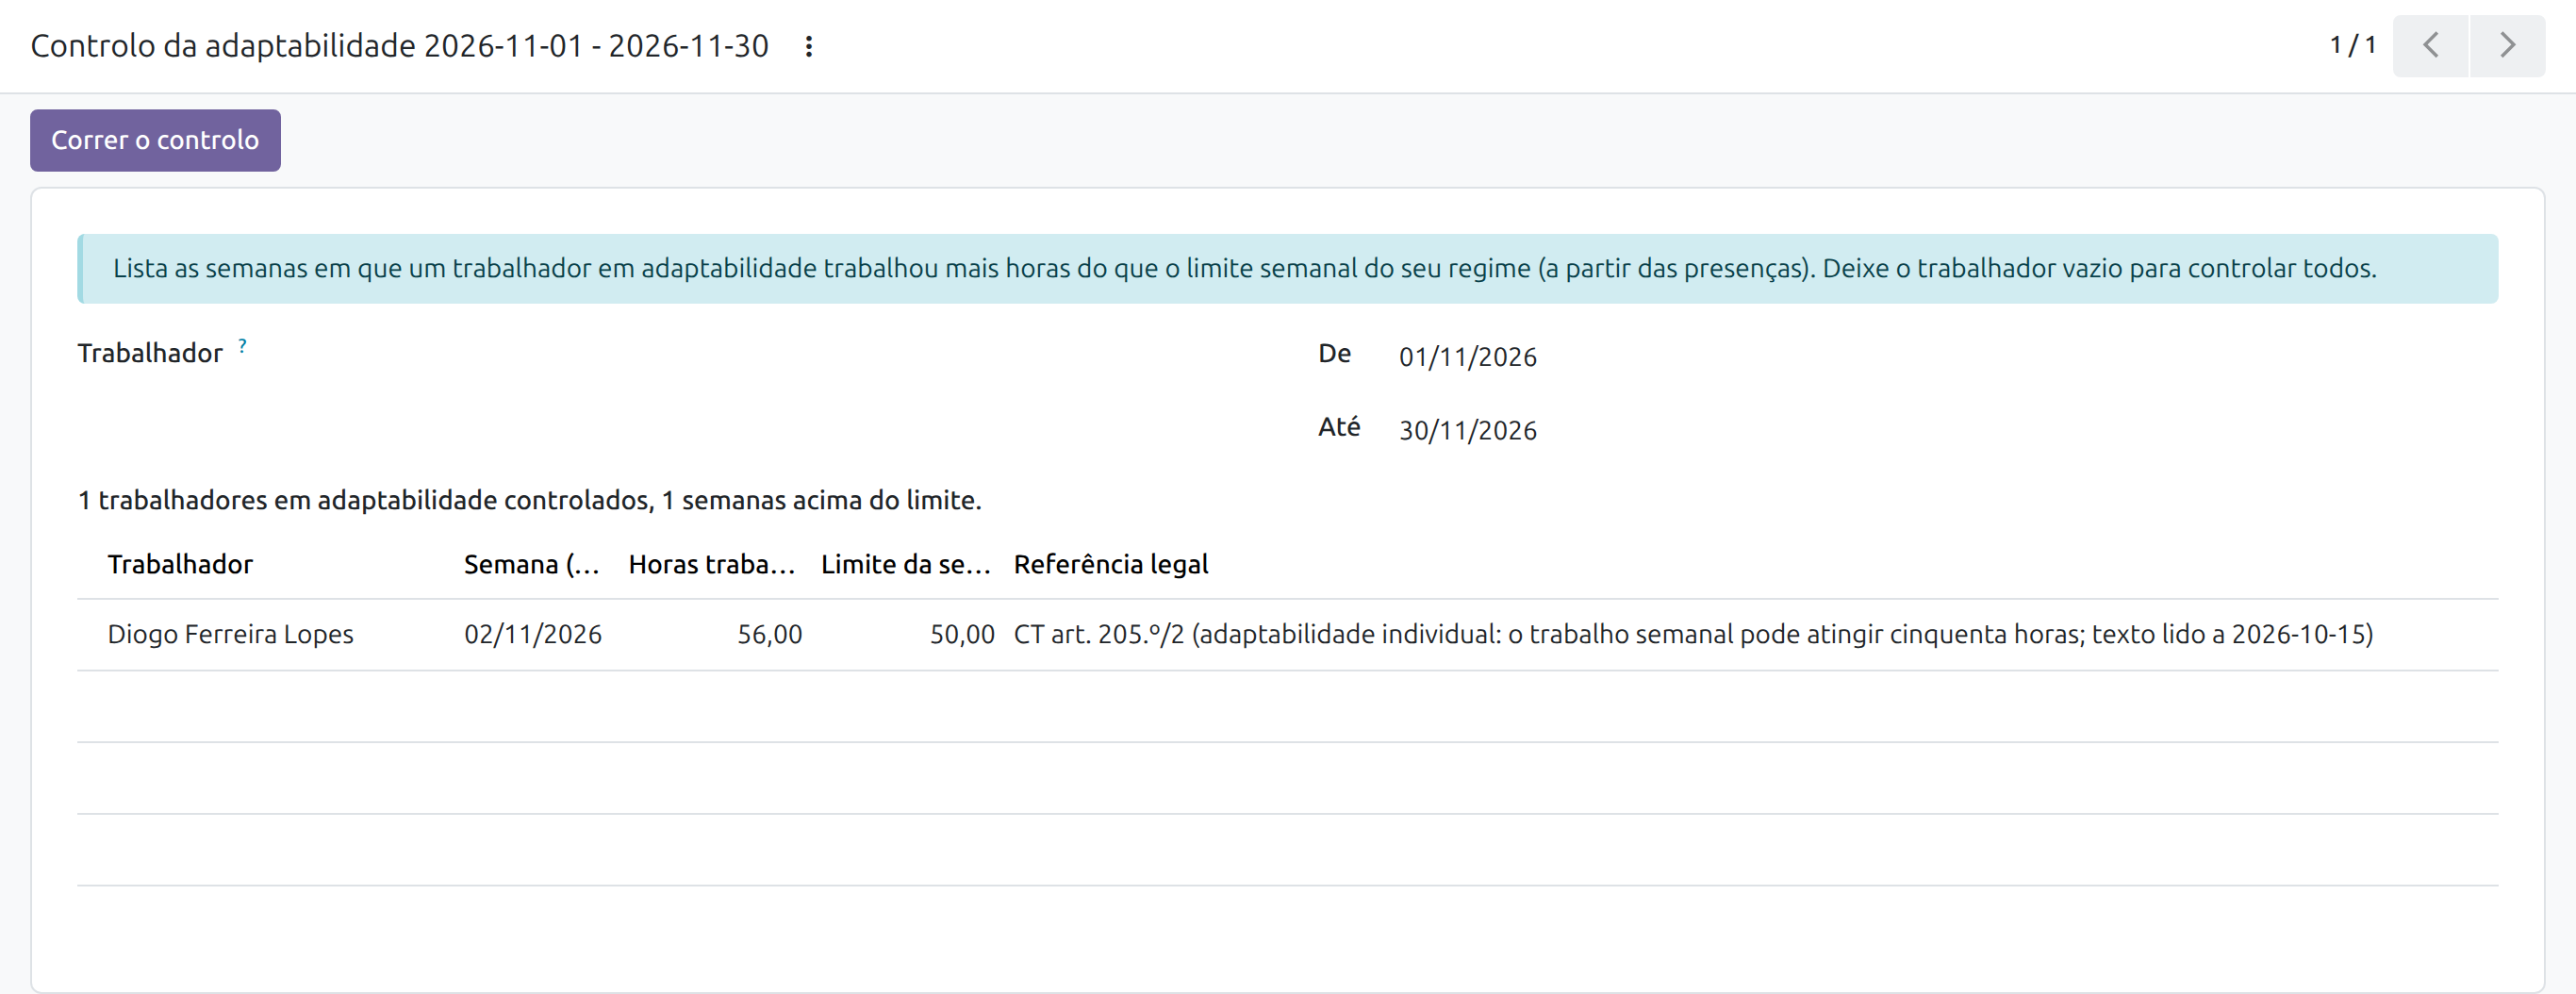 Controlo da adaptabilidade 2026-11-01 - 2026-11-30
1 / 1
Correr o controlo
Lista as semanas em que um trabalhador em adaptabilidade trabalhou mais horas do que o limite semanal do seu regime (a partir das presenças). Deixe o trabalhador vazio para controlar todos.
Trabalhador ?
De 01/11/2026
Até 30/11/2026
1 trabalhadores em adaptabilidade controlados, 1 semanas acima do limite.
Trabalhador Semana (... Horas traba... Limite da se... Referência legal
Diogo Ferreira Lopes 02/11/2026 56,00 50,00 CT art. 205.º/2 (adaptabilidade individual: o trabalho semanal pode atingir cinquenta horas; texto lido a 2026-10-15)